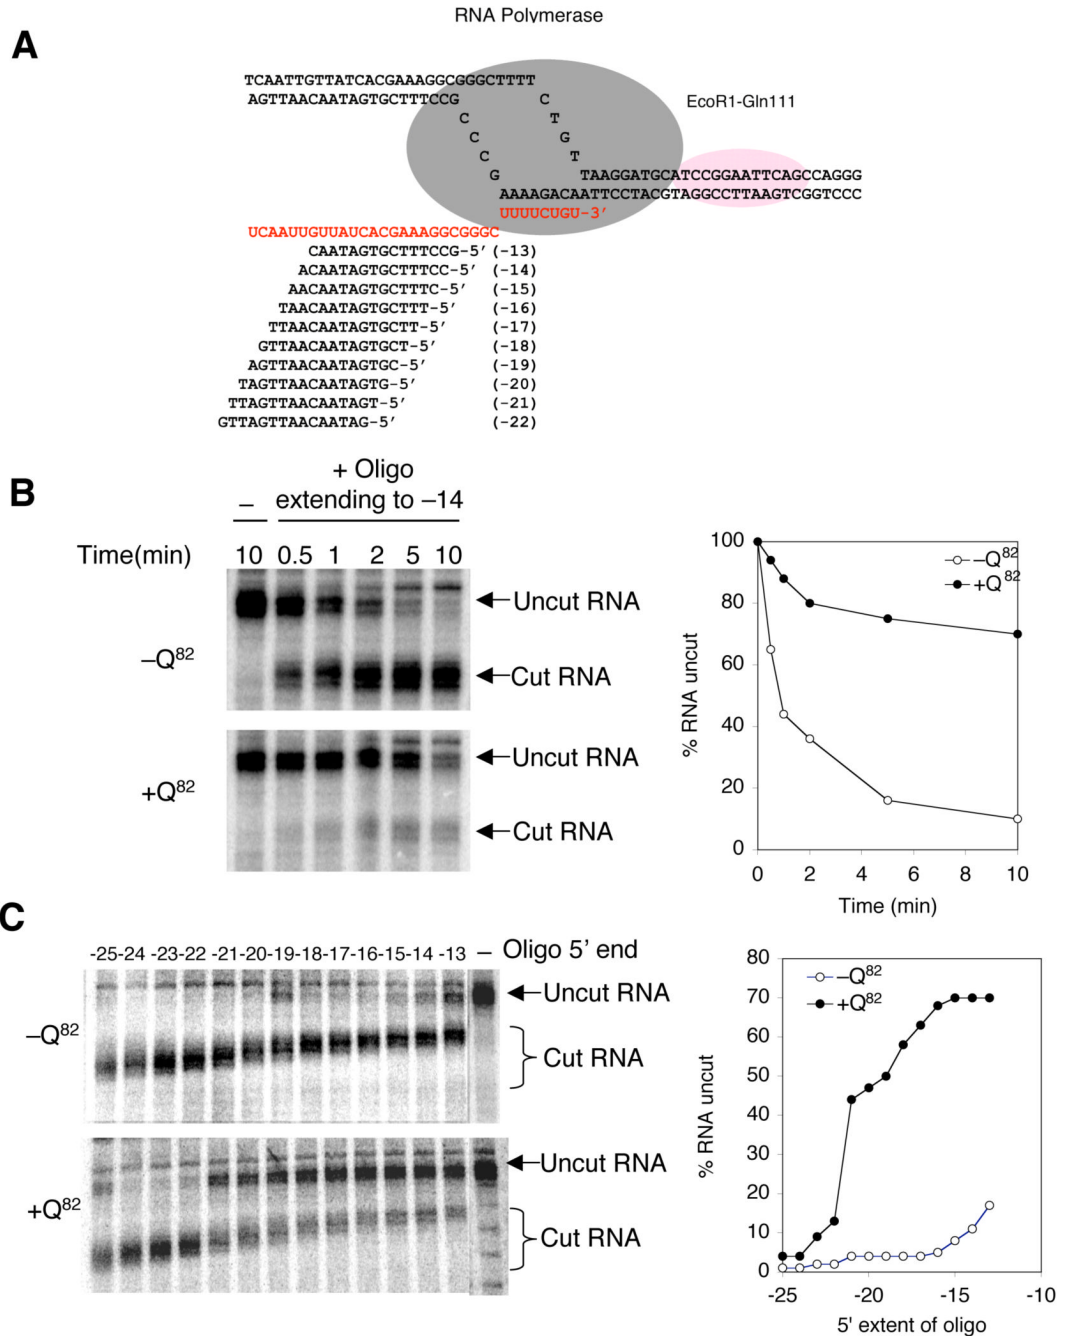 RNA Polymerase
A
TCAATTGTTATCACGAAAGGCGGGCTTTT
AGTTAACAATAGTGCTTTCCG
C
EcoR1-Gln111
C
T
C
G
C
T
G
TAAGGATGCATCCGGAATTCAGCCAGGG
AAAAGACAATTCCTACGTAGGCCTTAAGTCGGTCCC
UUUUCUGU-3'
UCAAUUGUUAUCACGAAAGGCGGGC
CAATAGTGCTTTCCG-5' (-13)
ACAATAGTGCTTTCC-5' (-14)
AACAATAGTGCTTTC-5' (-15)
TAACAATAGTGCTTT-5' (-16)
TTAACAATAGTGCTT-5' (-17)
GTTAACAATAGTGCT-5' (-18)
AGTTAACAATAGTGC-5' (-19)
TAGTTAACAATAGTG-5' (-20)
TTAGTTAACAATAGT-5' (-21)
GTTAGTTAACAATAG-5' (-22)
B
+ Oligo
– extending to –14
Time(min) 10 0.5 1 2 5 10
–Q82
Uncut RNA
Cut RNA
+Q82
Uncut RNA
Cut RNA
100
80
60
40
20
0
% RNA uncut
–Q82
+Q82
0 2 4 6 8 10
Time (min)
C
-25 -24 -23 -22 -21 -20 -19 -18 -17 -16 -15 -14 -13 – Oligo 5' end
–Q82
Uncut RNA
Cut RNA
+Q82
Uncut RNA
Cut RNA
80
70
60
50
40
30
20
10
0
% RNA uncut
–Q82
+Q82
-25 -20 -15 -10
5' extent of oligo